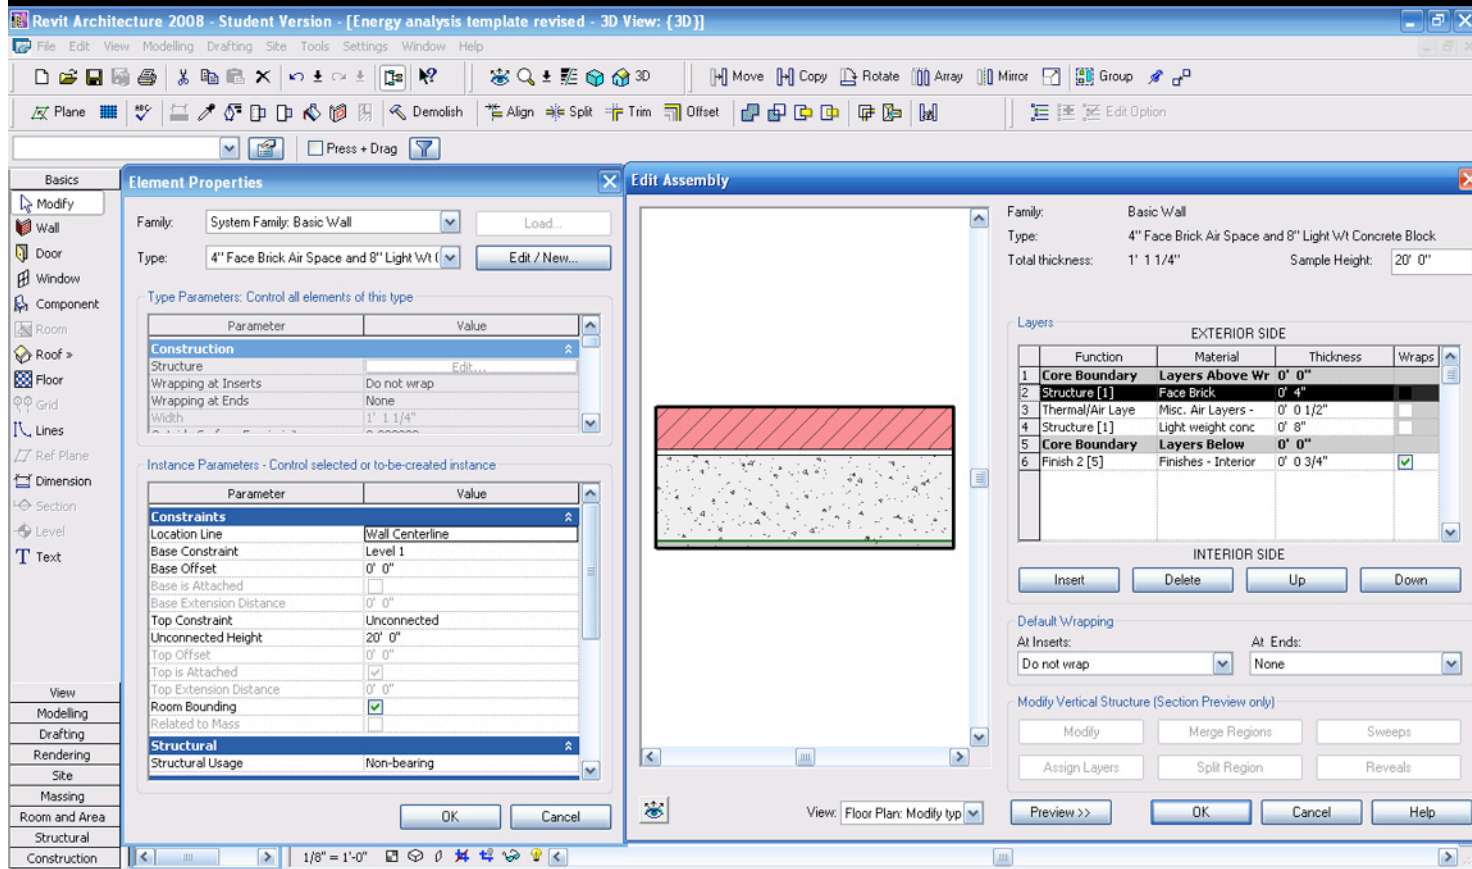 Revit Architecture 2008 - Student Version - [Energy analysis template revised - 3D View: {3D}]
File Edit View Modelling Drafting Site Tools Settings Window Help
3D Move Copy Rotate Array Mirror Group
Plane Demolish Align Split Trim Offset Edit Option
Press + Drag
Basics
Modify
Wall
Door
Window
Component
Room
Roof »
Floor
Grid
Lines
Ref Plane
Dimension
Section
Level
Text
View
Modelling
Drafting
Rendering
Site
Massing
Room and Area
Structural
Construction
Element Properties
Family: System Family: Basic Wall Load...
Type: 4" Face Brick Air Space and 8" Light Wt ( Edit / New...
Type Parameters: Control all elements of this type
Parameter Value
Construction
Structure Edit...
Wrapping at Inserts Do not wrap
Wrapping at Ends None
Width 1' 1 1/4"
Instance Parameters - Control selected or to-be-created instance
Parameter Value
Constraints
Location Line Wall Centerline
Base Constraint Level 1
Base Offset 0' 0"
Base is Attached
Base Extension Distance 0' 0"
Top Constraint Unconnected
Unconnected Height 20' 0"
Top Offset 0' 0"
Top is Attached
Top Extension Distance 0' 0"
Room Bounding
Related to Mass
Structural
Structural Usage Non-bearing
OK Cancel
1/8" = 1'-0"
Edit Assembly
Family: Basic Wall
Type: 4" Face Brick Air Space and 8" Light Wt Concrete Block
Total thickness: 1' 1 1/4" Sample Height: 20' 0"
Layers
EXTERIOR SIDE
Function Material Thickness Wraps
1 Core Boundary Layers Above Wr 0' 0"
2 Structure [1] Face Brick 0' 4"
3 Thermal/Air Laye Misc. Air Layers - 0' 0 1/2"
4 Structure [1] Light weight conc 0' 8"
5 Core Boundary Layers Below 0' 0"
6 Finish 2 [5] Finishes - Interior 0' 0 3/4"
INTERIOR SIDE
Insert Delete Up Down
Default Wrapping
At Inserts: At Ends:
Do not wrap None
Modify Vertical Structure (Section Preview only)
Modify Merge Regions Sweeps
Assign Layers Split Region Reveals
View: Floor Plan: Modify typ Preview >> OK Cancel Help